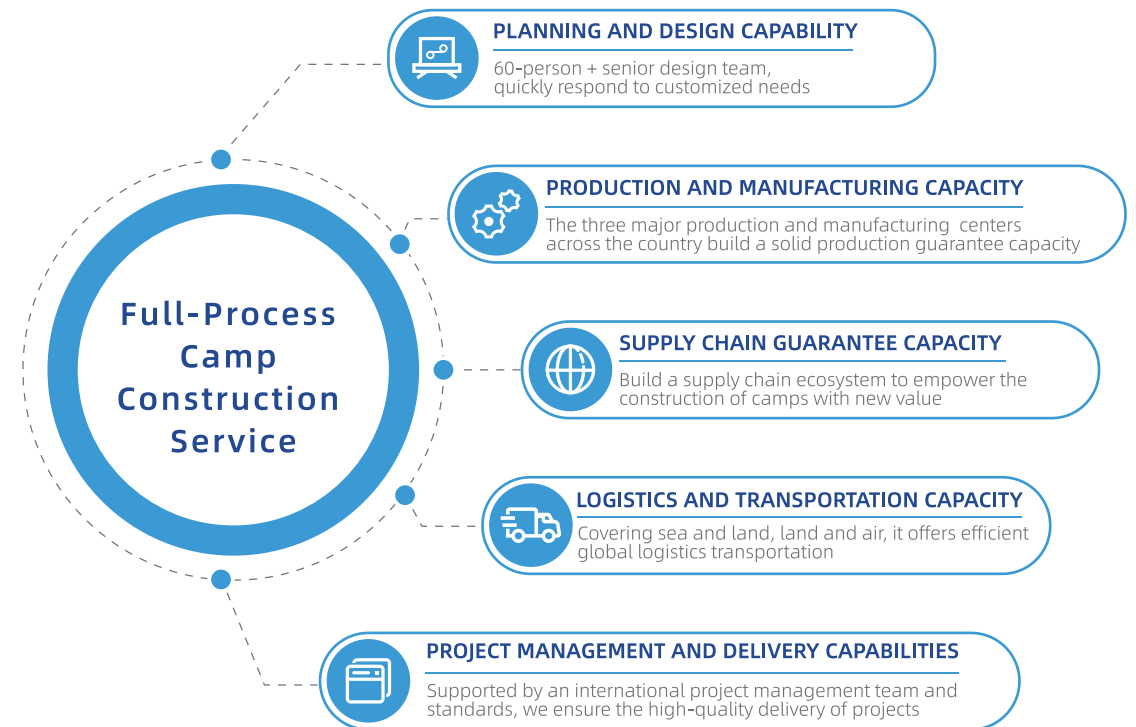 PLANNING AND DESIGN CAPABILITY
60-person + senior design team,
quickly respond to customized needs
PRODUCTION AND MANUFACTURING CAPACITY
The three major production and manufacturing centers
across the country build a solid production guarantee capacity
Full-Process
Camp
Construction
Service
SUPPLY CHAIN GUARANTEE CAPACITY
Build a supply chain ecosystem to empower the
construction of camps with new value
LOGISTICS AND TRANSPORTATION CAPACITY
Covering sea and land, land and air, it offers efficient
global logistics transportation
PROJECT MANAGEMENT AND DELIVERY CAPABILITIES
Supported by an international project management team and
standards, we ensure the high-quality delivery of projects